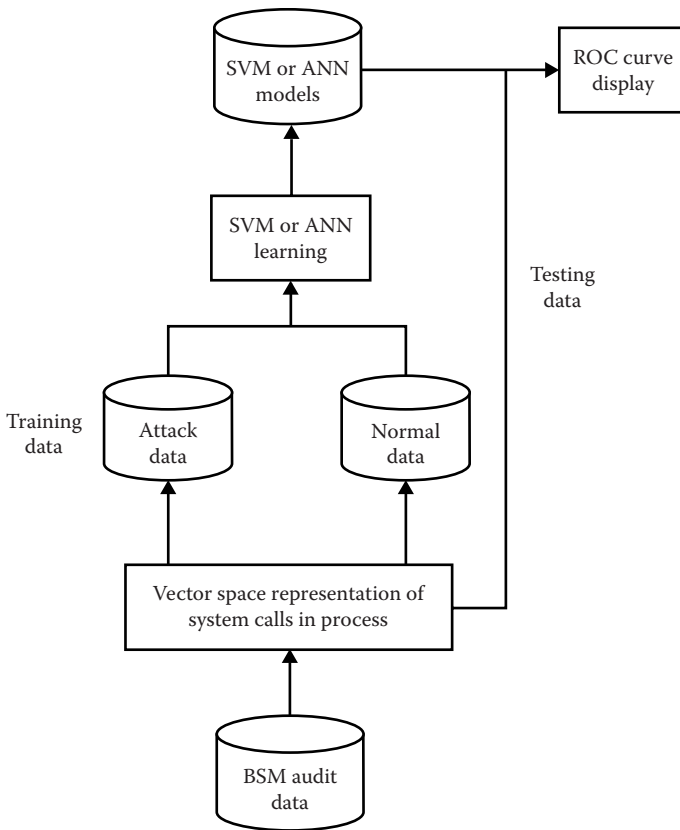 SVM or ANN
models
ROC curve
display
SVM or ANN
learning
Testing
data
Training
data
Attack
data
Normal
data
Vector space representation of
system calls in process
BSM audit
data